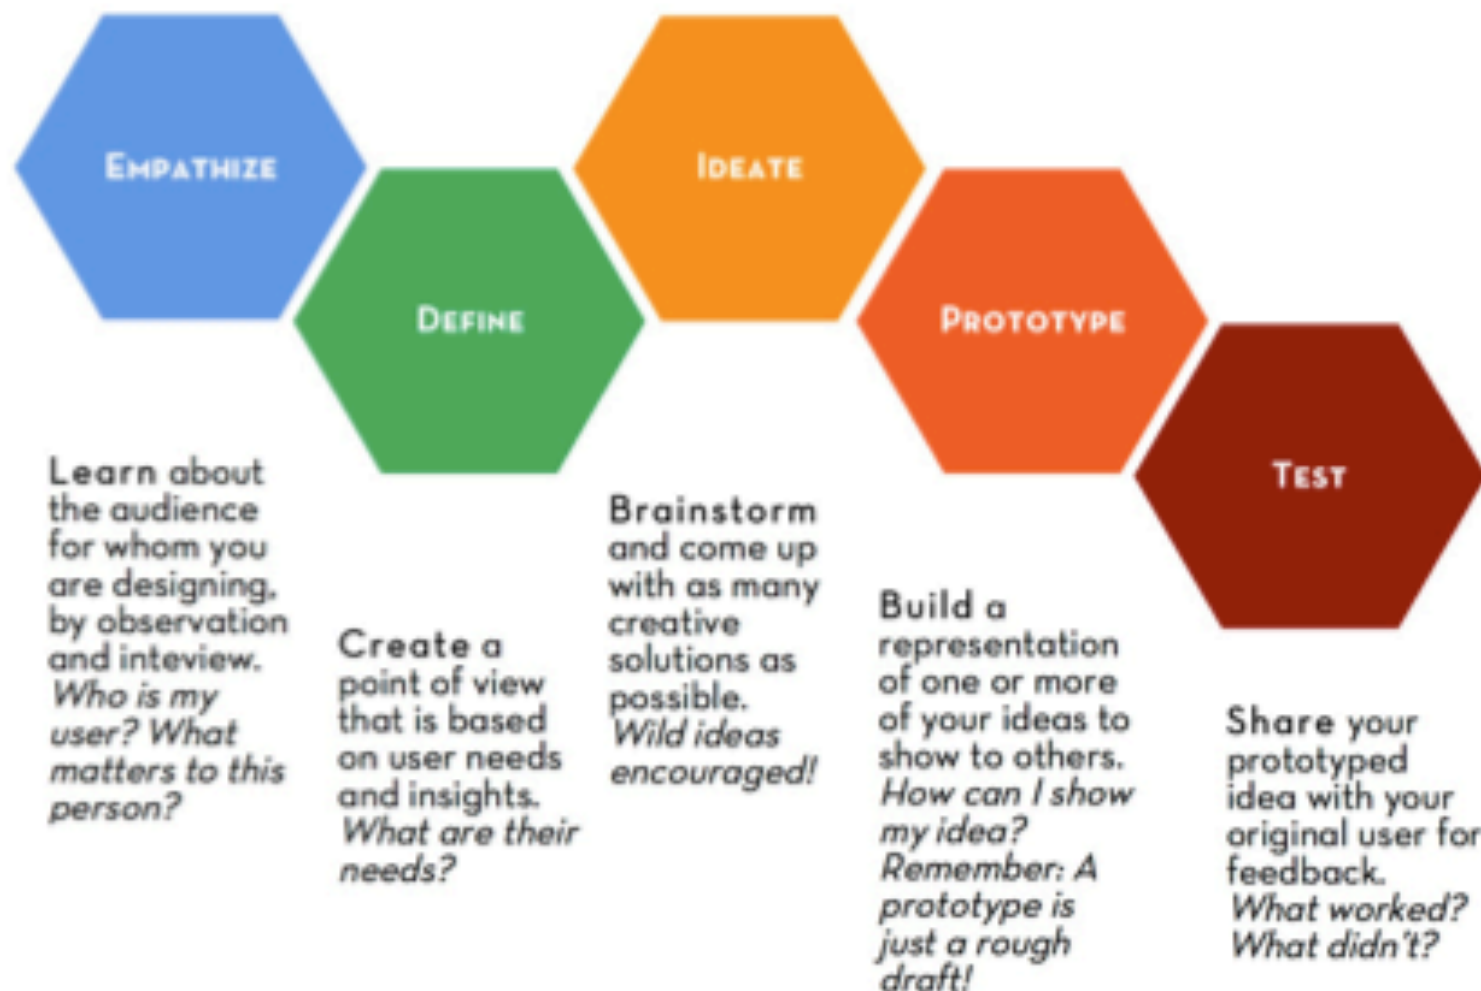 EMPATHIZE
DEFINE
IDEATE
PROTOTYPE
TEST
Learn about
the audience
for whom you
are designing,
by observation
and inteview.
Who is my
user? What
matters to this
person?
Create a
point of view
that is based
on user needs
and insights.
What are their
needs?
Brainstorm
and come up
with as many
creative
solutions as
possible.
Wild ideas
encouraged!
Build a
representation
of one or more
of your ideas to
show to others.
How can I show
my idea?
Remember: A
prototype is
just a rough
draft!
Share your
prototyped
idea with your
original user for
feedback.
What worked?
What didn't?